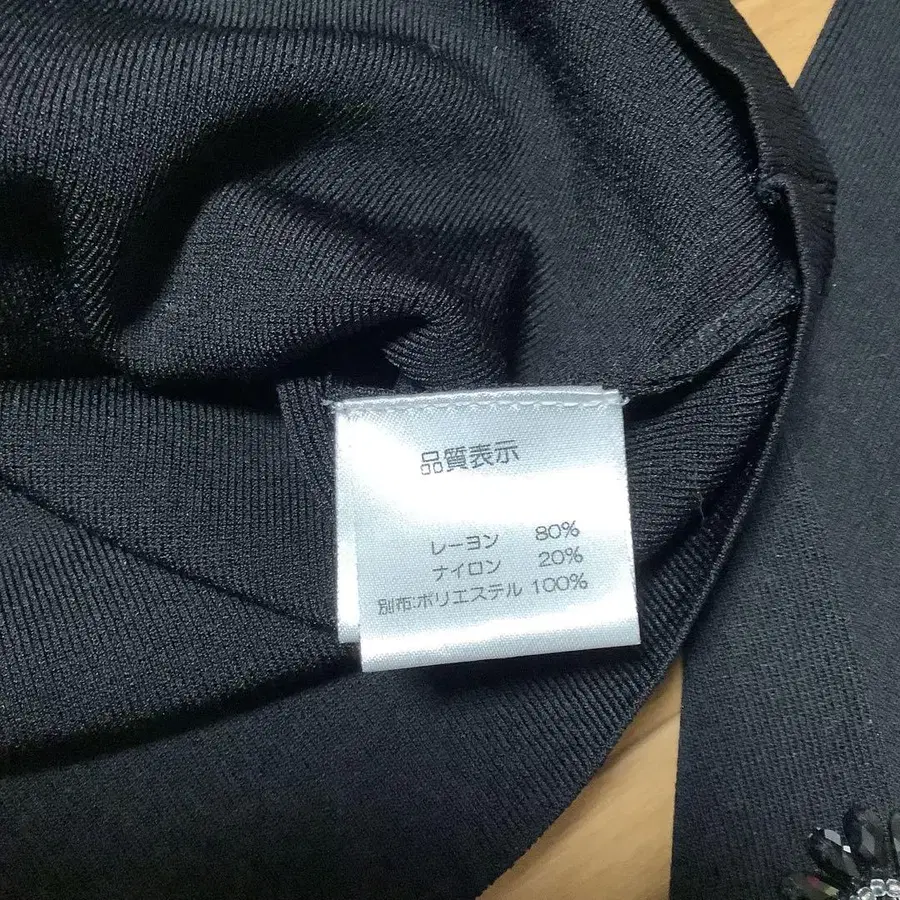 品質表示
レーヨン 80%
ナイロン 20%
別布:ポリエステル 100%